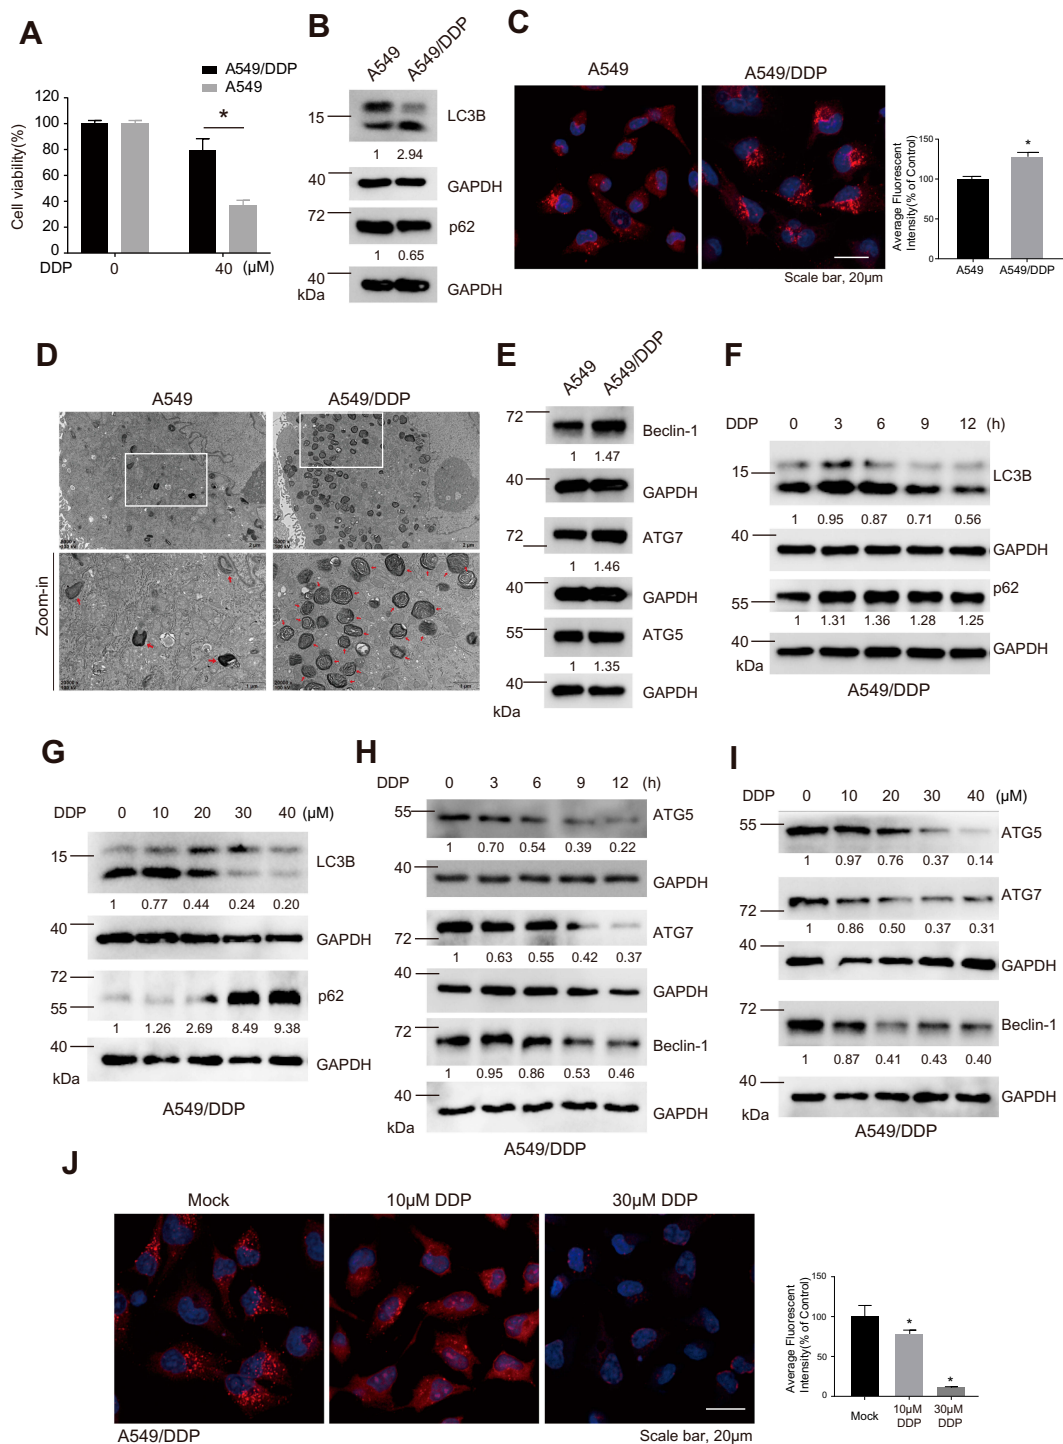 A
A549/DDP
A549
*
Cell viability(%)
120
100
80
60
40
20
0
DDP 0 40 (μM)
B
A549 A549/DDP
15 LC3B
1 2.94
40 GAPDH
72 p62
1 0.65
40 GAPDH
kDa
C
A549 A549/DDP
Scale bar, 20μm
Average Fluorescent
Intensity(% of Control)
150
100
50
0
*
A549 A549/DDP
D
A549 A549/DDP
2 μm
2 μm
Zoom-in
1 μm
1 μm
E
A549 A549/DDP
72 Beclin-1
1 1.47
40 GAPDH
72 ATG7
1 1.46
40 GAPDH
55 ATG5
1 1.35
40 GAPDH
kDa
F
DDP 0 3 6 9 12 (h)
15 LC3B
1 0.95 0.87 0.71 0.56
40 GAPDH
p62
55
1 1.31 1.36 1.28 1.25
40 GAPDH
kDa
A549/DDP
G
DDP 0 10 20 30 40 (μM)
15 LC3B
1 0.77 0.44 0.24 0.20
40 GAPDH
72 p62
55
1 1.26 2.69 8.49 9.38
40 GAPDH
kDa
A549/DDP
H
DDP 0 3 6 9 12 (h)
55 ATG5
1 0.70 0.54 0.39 0.22
40 GAPDH
72 ATG7
1 0.63 0.55 0.42 0.37
40 GAPDH
72 Beclin-1
1 0.95 0.86 0.53 0.46
40 GAPDH
kDa
A549/DDP
I
DDP 0 10 20 30 40 (μM)
55 ATG5
1 0.97 0.76 0.37 0.14
72 ATG7
1 0.86 0.50 0.37 0.31
40 GAPDH
Beclin-1
1 0.87 0.41 0.43 0.40
40 GAPDH
kDa
A549/DDP
J
Mock 10μM DDP 30μM DDP
A549/DDP Scale bar, 20μm
Average Fluorescent
Intensity(% of Control)
150
100
50
0
*
*
Mock 10μM DDP 30μM DDP